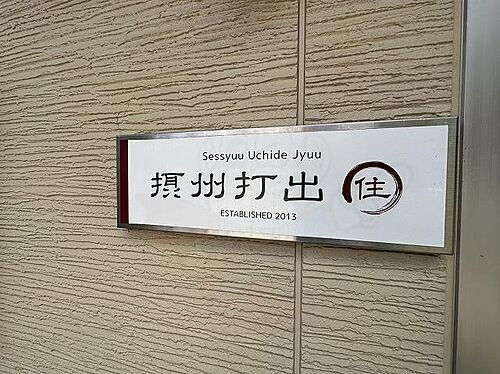 Sessyuu Uchide Jyuu
摂州打出 住
ESTABLISHED 2013